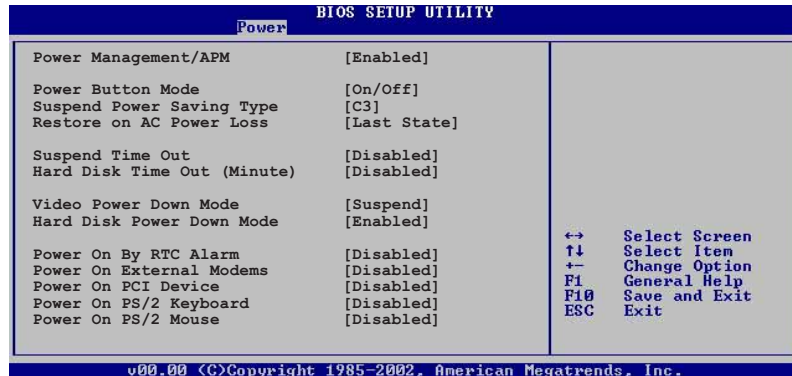 BIOS SETUP UTILITY
Power
Power Management/APM [Enabled]
Power Button Mode [On/Off]
Suspend Power Saving Type [C3]
Restore on AC Power Loss [Last State]
Suspend Time Out [Disabled]
Hard Disk Time Out (Minute) [Disabled]
Video Power Down Mode [Suspend]
Hard Disk Power Down Mode [Enabled]
Power On By RTC Alarm [Disabled]
Power On External Modems [Disabled]
Power On PCI Device [Disabled]
Power On PS/2 Keyboard [Disabled]
Power On PS/2 Mouse [Disabled]
←→ Select Screen
↑↓ Select Item
+- Change Option
F1 General Help
F10 Save and Exit
ESC Exit
v00.00 (C)Copyright 1985-2002, American Megatrends, Inc.